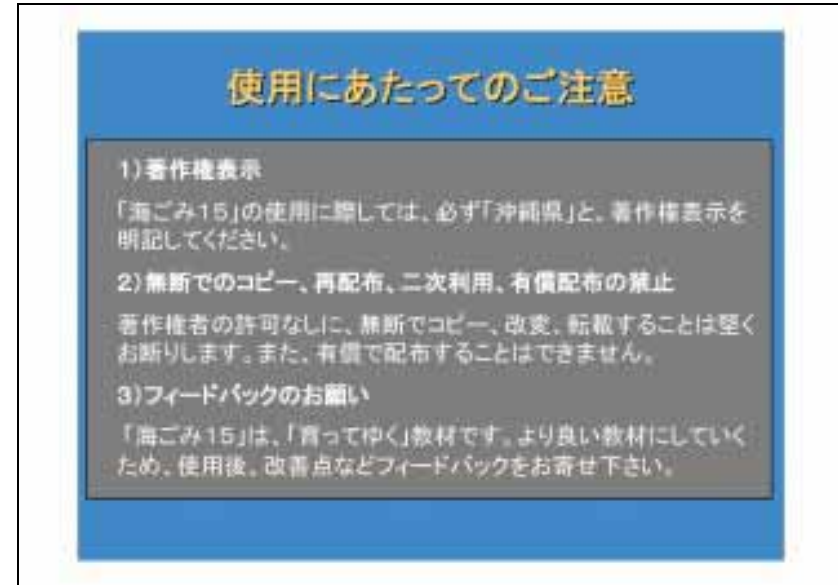 使用にあたってのご注意
1)著作権表示
「海ごみ15」の使用に際しては、必ず「沖縄県」と、著作権表示を
明記してください。
2)無断でのコピー、再配布、二次利用、有償配布の禁止
著作権者の許可なしに、無断でコピー、改変、転載することは堅く
お断りします。また、有償で配布することはできません。
3)フィードバックのお願い
「海ごみ15」は、「育ってゆく」教材です。より良い教材にしていく
ため、使用後、改善点などフィードバックをお寄せ下さい。